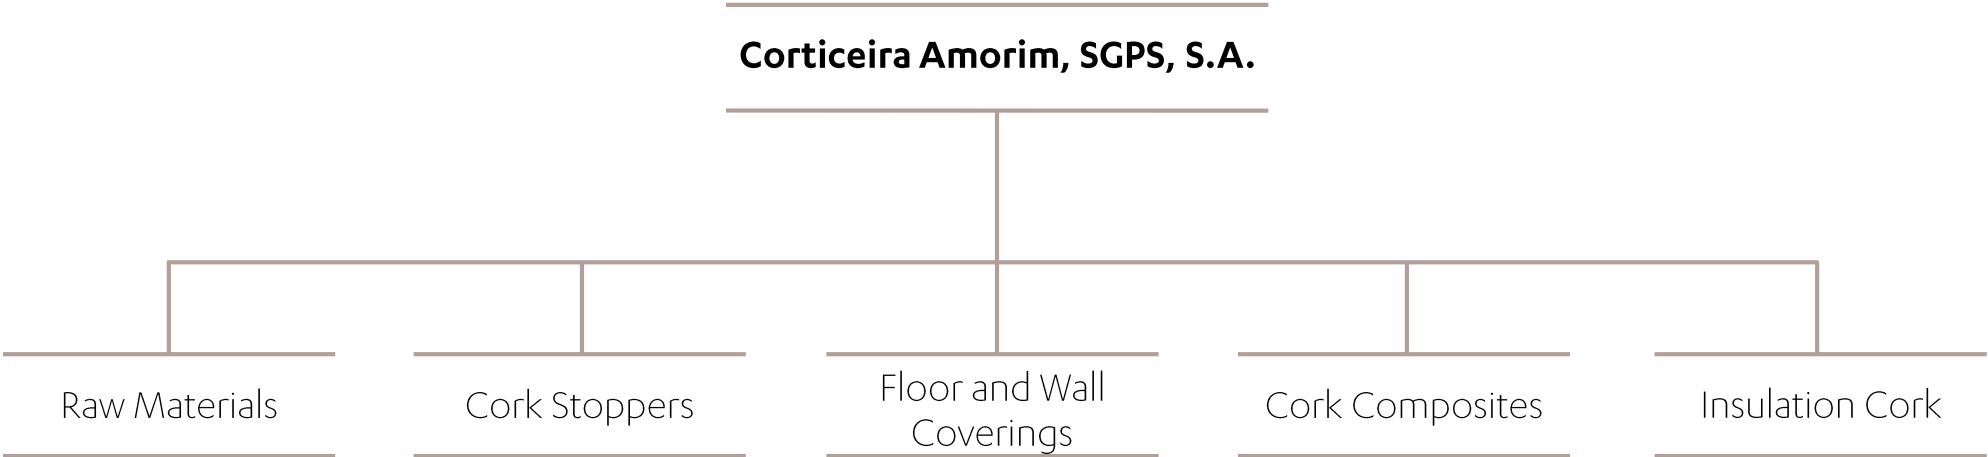 Corticeira Amorim, SGPS, S.A.
Raw Materials
Cork Stoppers
Floor and Wall
Coverings
Cork Composites
Insulation Cork